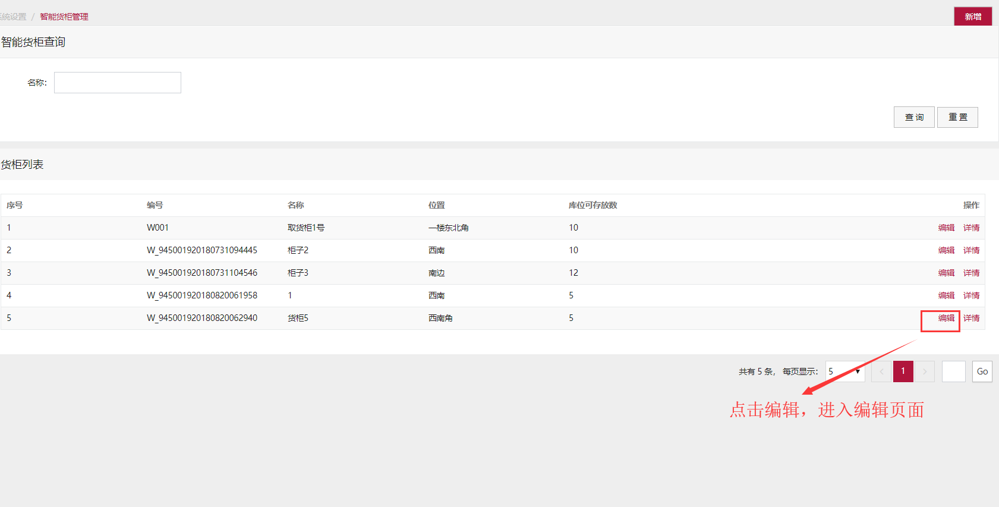 系统设置 / 智能货柜管理 新增
智能货柜查询
名称：
查 询 重 置
货柜列表
序号 编号 名称 位置 库位可存放数 操作
1 W001 取货柜1号 一楼东北角 10 编辑 详情
2 W_945001920180731094445 柜子2 西南 10 编辑 详情
3 W_945001920180731104546 柜子3 南边 12 编辑 详情
4 W_945001920180820061958 1 西南 5 编辑 详情
5 W_945001920180820062940 货柜5 西南角 5 编辑 详情
共有 5 条， 每页显示： 5 ▼ < 1 > Go
点击编辑，进入编辑页面